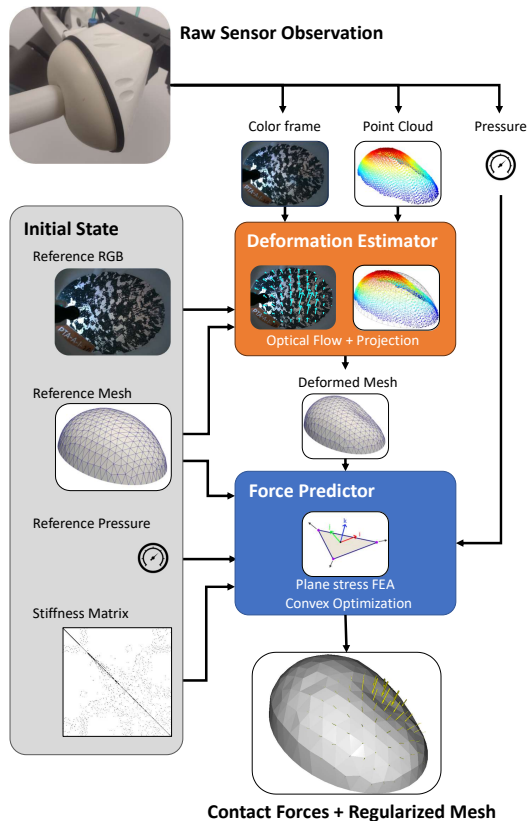 Raw Sensor Observation
Color frame
Point Cloud
Pressure
Initial State
Reference RGB
Deformation Estimator
Optical Flow + Projection
Reference Mesh
Deformed Mesh
Force Predictor
k
j
i
Reference Pressure
Plane stress FEA
Convex Optimization
Stiffness Matrix
Contact Forces + Regularized Mesh